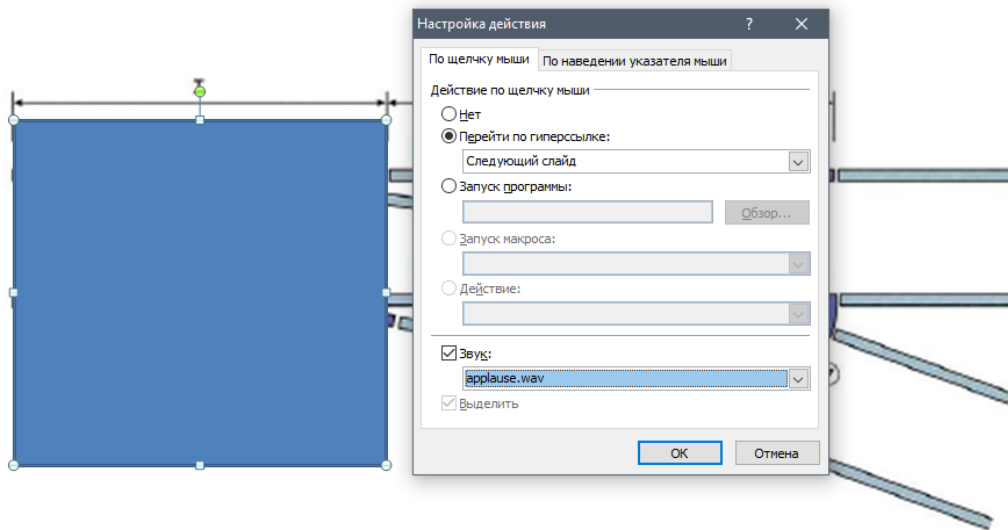 Настройка действия
?
По щелчку мыши
По наведении указателя мыши
Действие по щелчку мыши
Нет
Перейти по гиперссылке:
Следующий слайд
Запуск программы:
Обзор...
Запуск макроса:
Действие:
Звук:
applause.wav
Выделить
OK
Отмена